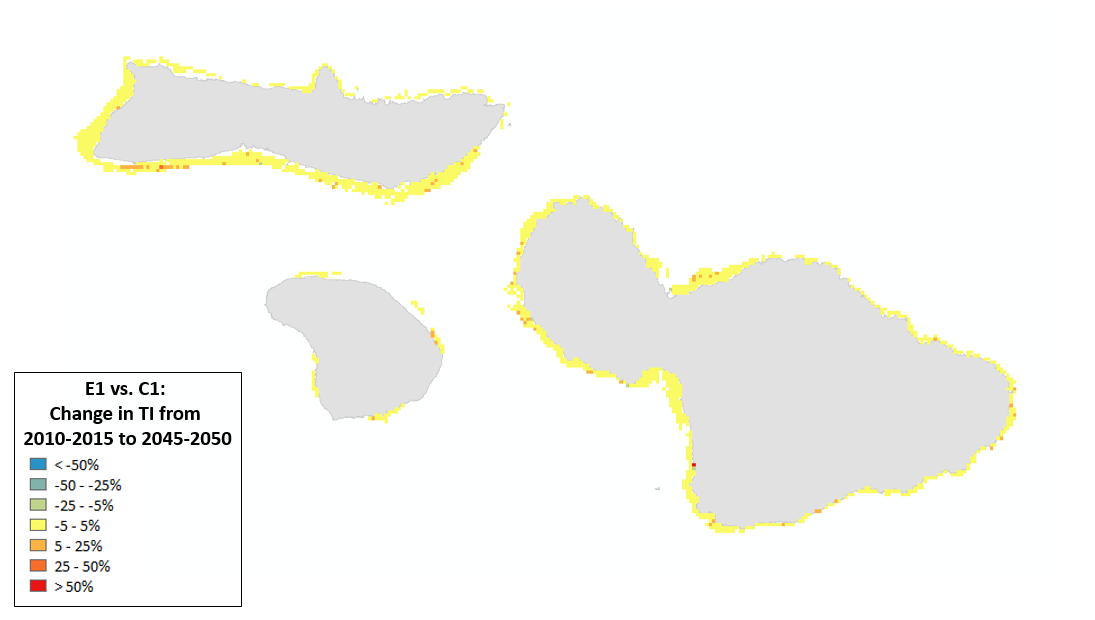 E1 vs. C1:
Change in TI from
2010-2015 to 2045-2050
< -50%
-50 - -25%
-25 - -5%
-5 - 5%
5 - 25%
25 - 50%
> 50%